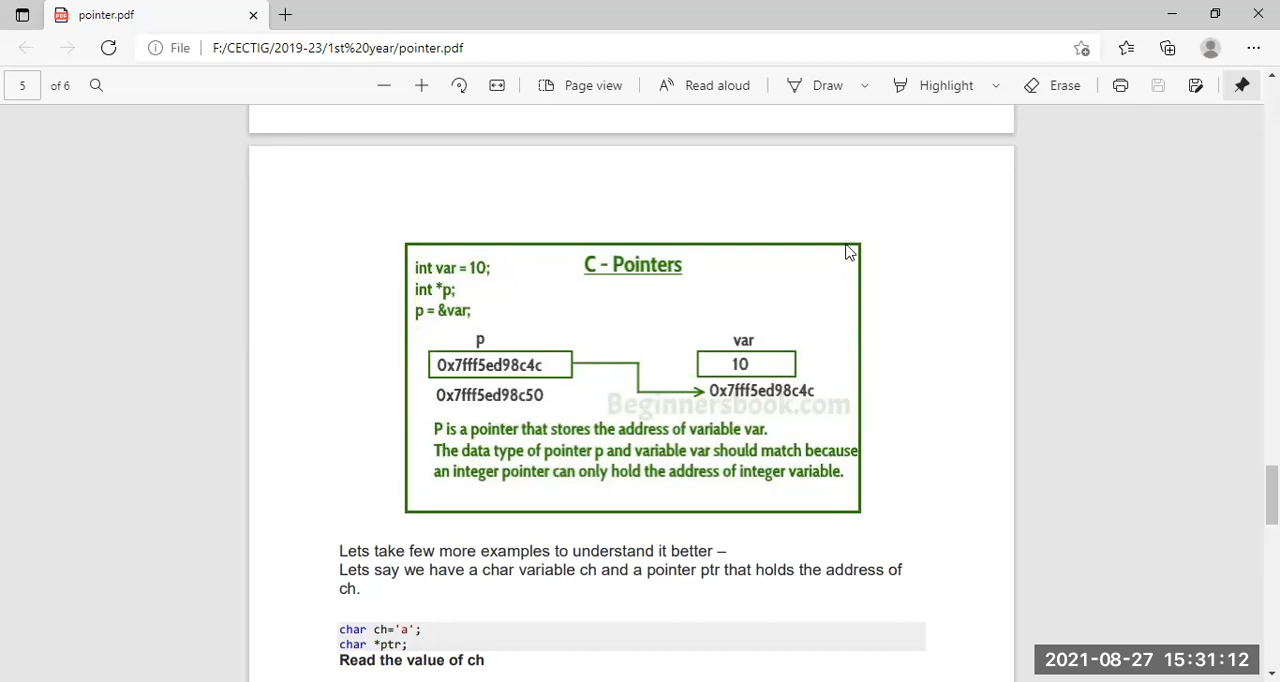 pointer.pdf
File F:/CECTIG/2019-23/1st%20year/pointer.pdf
5 of 6 Page view Read aloud Draw Highlight Erase
C - Pointers
int var = 10;
int *p;
p = &var;
p var
0x7fff5ed98c4c 10
0x7fff5ed98c50 0x7fff5ed98c4c
Beginnersbook.com
P is a pointer that stores the address of variable var.
The data type of pointer p and variable var should match because
an integer pointer can only hold the address of integer variable.
Lets take few more examples to understand it better –
Lets say we have a char variable ch and a pointer ptr that holds the address of
ch.
char ch='a';
char *ptr;
Read the value of ch
2021-08-27 15:31:12